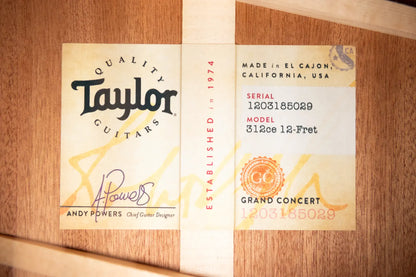 QUALITY
Taylor
GUITARS
ANDY POWERS Chief Guitar Designer
ESTABLISHED in 1974
MADE in EL CAJON,
CALIFORNIA, USA
CA
SERIAL
1203185029
MODEL
312ce 12-Fret
GC
GRAND CONCERT
1203185029